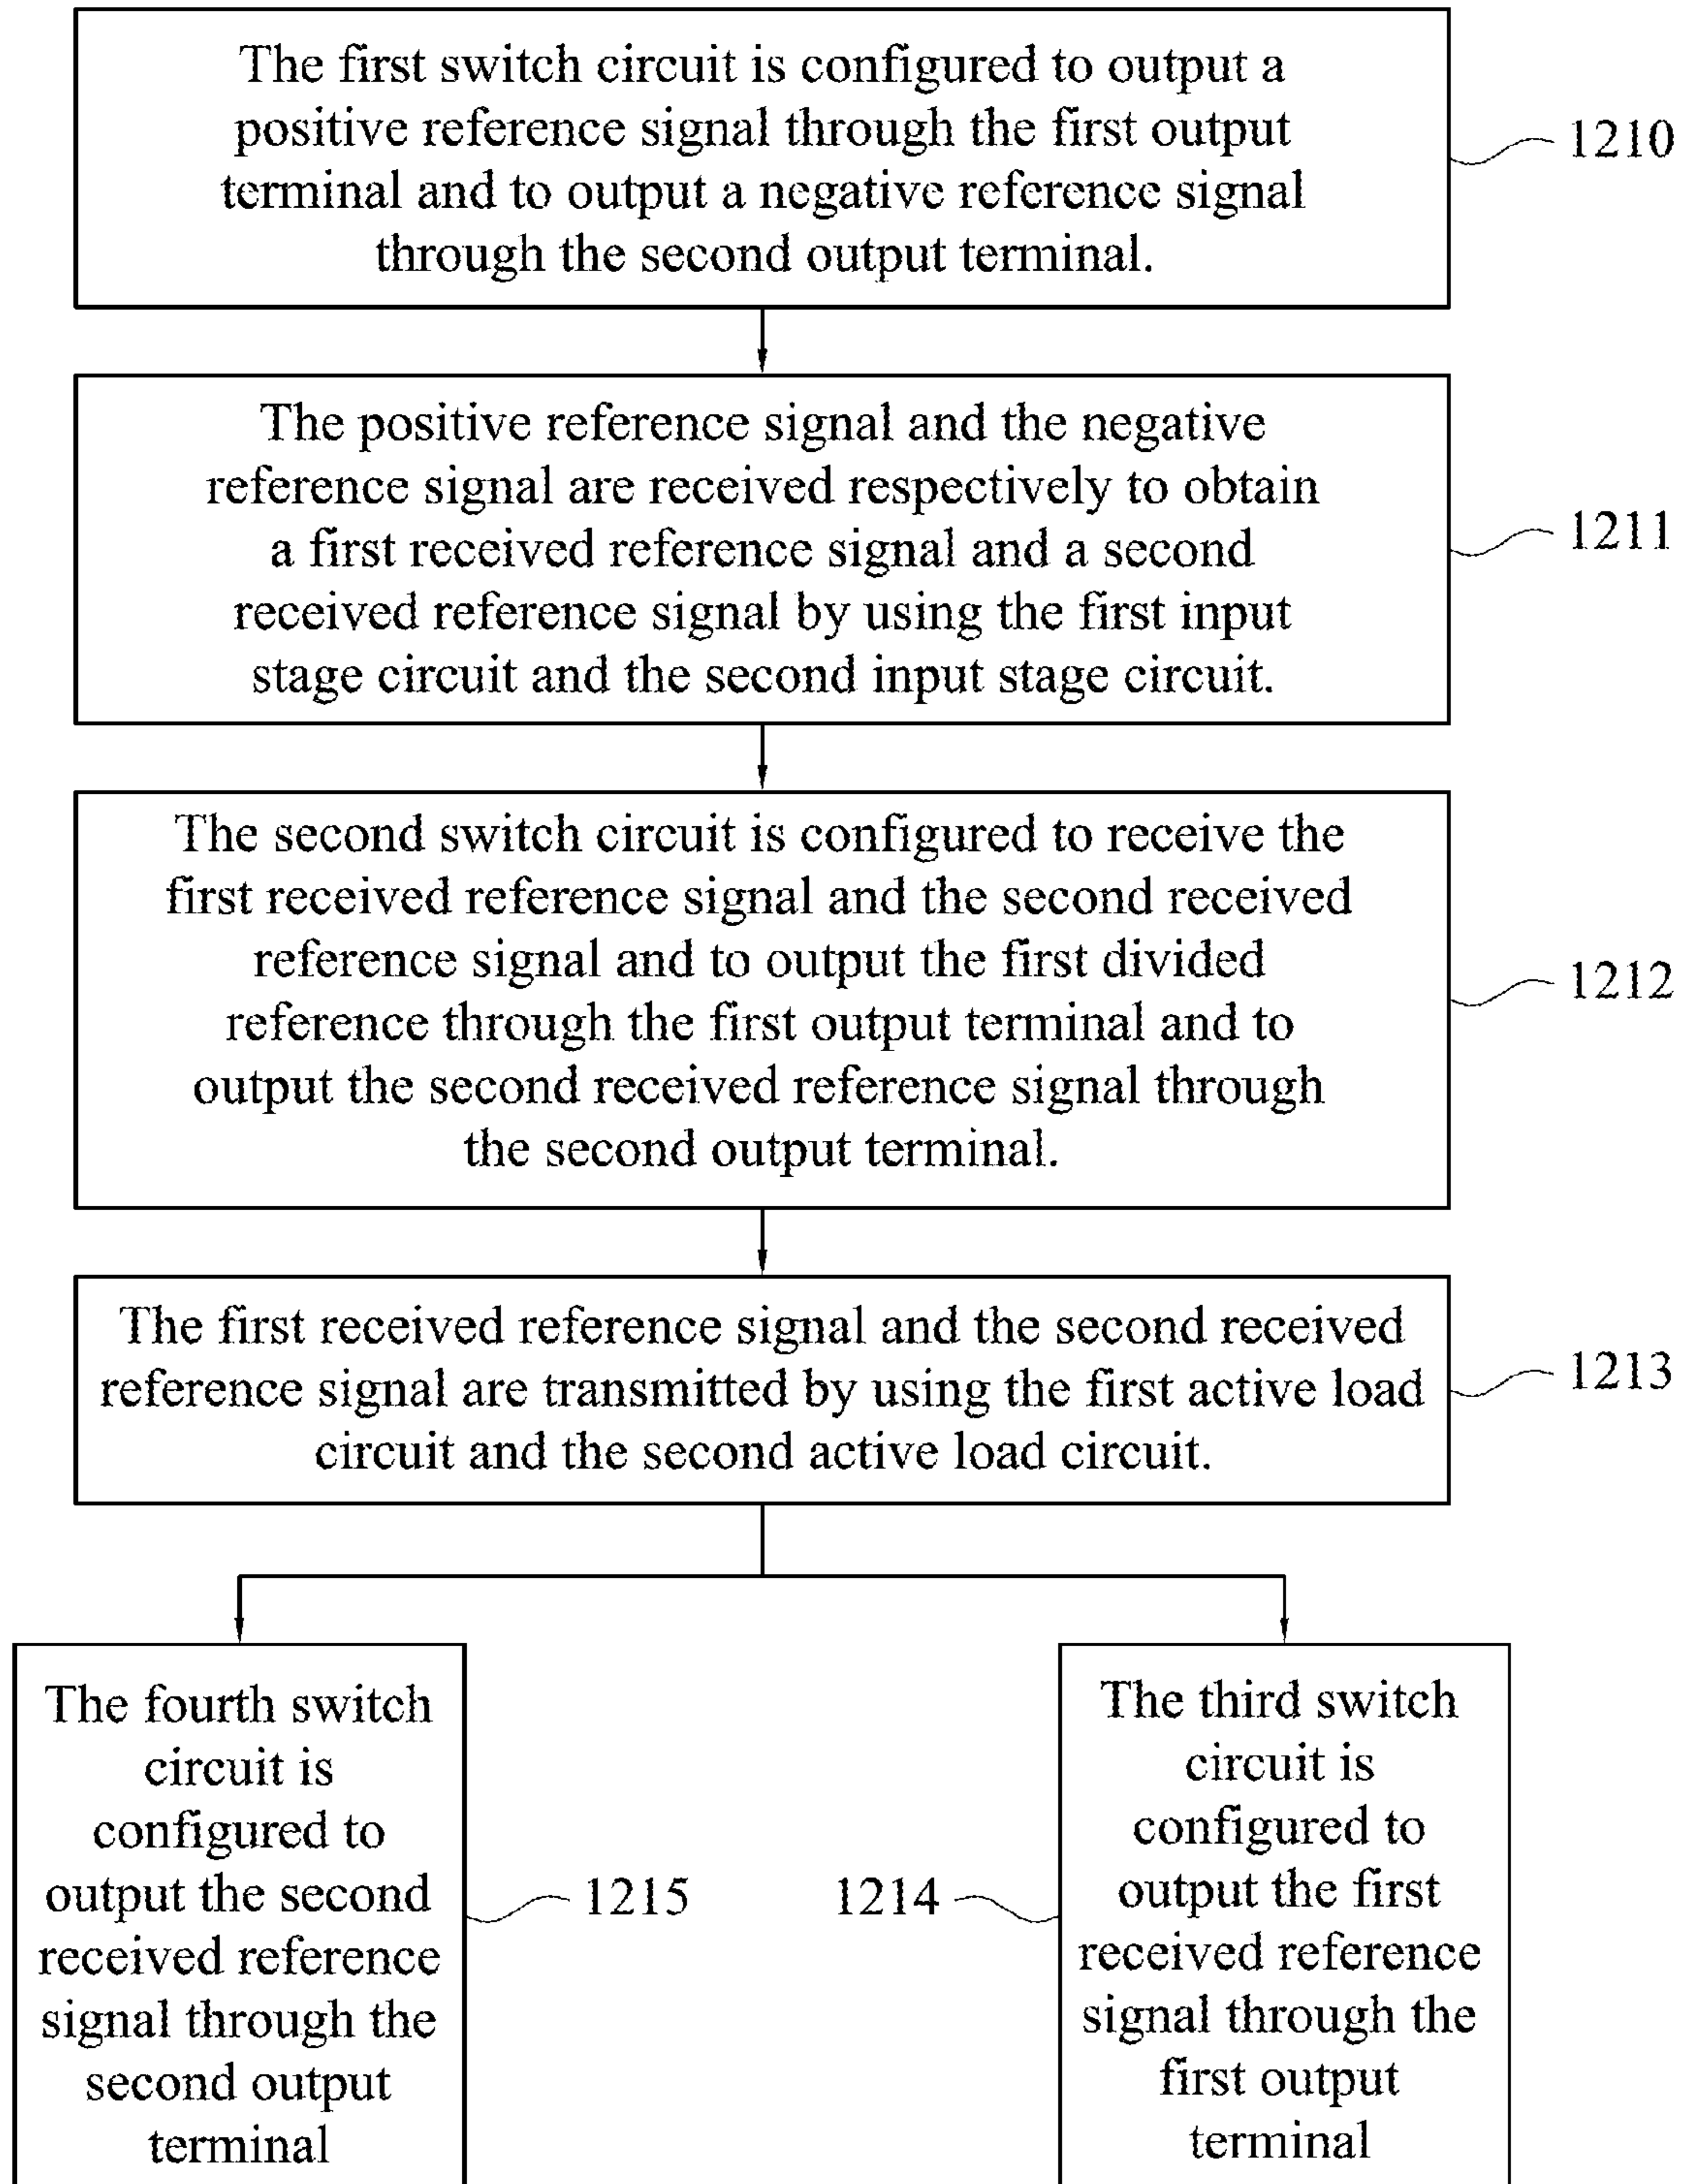 The first switch circuit is configured to output a
positive reference signal through the first output
terminal and to output a negative reference signal
through the second output terminal.
1210
The positive reference signal and the negative
reference signal are received respectively to obtain
a first received reference signal and a second
received reference signal by using the first input
stage circuit and the second input stage circuit.
1211
The second switch circuit is configured to receive the
first received reference signal and the second received
reference signal and to output the first divided
reference through the first output terminal and to
output the second received reference signal through
the second output terminal.
1212
The first received reference signal and the second received
reference signal are transmitted by using the first active load
circuit and the second active load circuit.
1213
The fourth switch
circuit is
configured to
output the second
received reference
signal through the
second output
terminal
1215
1214
The third switch
circuit is
configured to
output the first
received reference
signal through the
first output
terminal